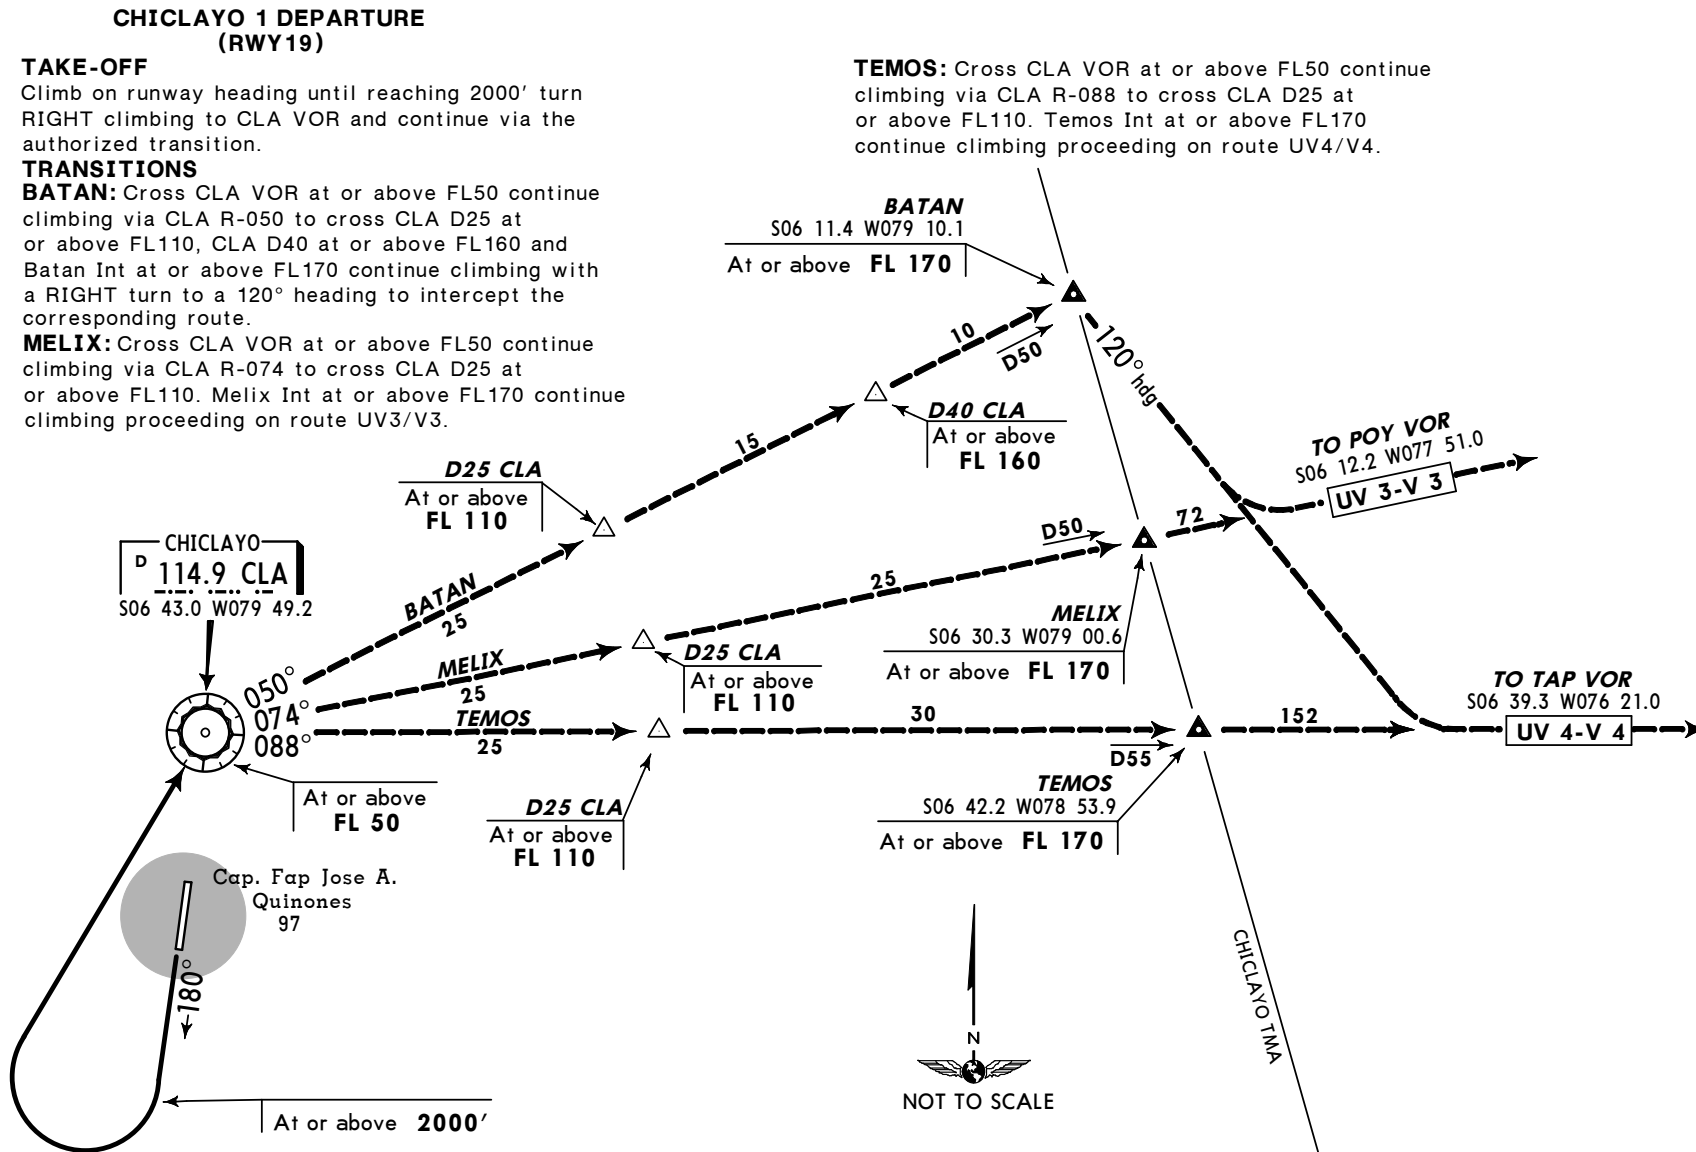 CHICLAYO 1 DEPARTURE
(RWY19)
TAKE-OFF
Climb on runway heading until reaching 2000' turn
RIGHT climbing to CLA VOR and continue via the
authorized transition.
TRANSITIONS
BATAN: Cross CLA VOR at or above FL50 continue
climbing via CLA R-050 to cross CLA D25 at
or above FL110, CLA D40 at or above FL160 and
Batan Int at or above FL170 continue climbing with
a RIGHT turn to a 120° heading to intercept the
corresponding route.
MELIX: Cross CLA VOR at or above FL50 continue
climbing via CLA R-074 to cross CLA D25 at
or above FL110. Melix Int at or above FL170 continue
climbing proceeding on route UV3/V3.
TEMOS: Cross CLA VOR at or above FL50 continue
climbing via CLA R-088 to cross CLA D25 at
or above FL110. Temos Int at or above FL170
continue climbing proceeding on route UV4/V4.
BATAN
S06 11.4 W079 10.1
At or above FL 170
10
D50
120° hdg
D40 CLA
At or above
FL 160
15
D25 CLA
At or above
FL 110
TO POY VOR
S06 12.2 W077 51.0
UV 3-V 3
72
D50
25
CHICLAYO
D 114.9 CLA
S06 43.0 W079 49.2
BATAN
25
MELIX
S06 30.3 W079 00.6
At or above FL 170
D25 CLA
At or above
FL 110
MELIX
25
050°
074°
088°
TEMOS
25
30
152
TO TAP VOR
S06 39.3 W076 21.0
UV 4-V 4
D55
TEMOS
S06 42.2 W078 53.9
At or above FL 170
D25 CLA
At or above
FL 110
At or above
FL 50
Cap. Fap Jose A.
Quinones
97
180°
At or above 2000'
CHICLAYO TMA
N
NOT TO SCALE